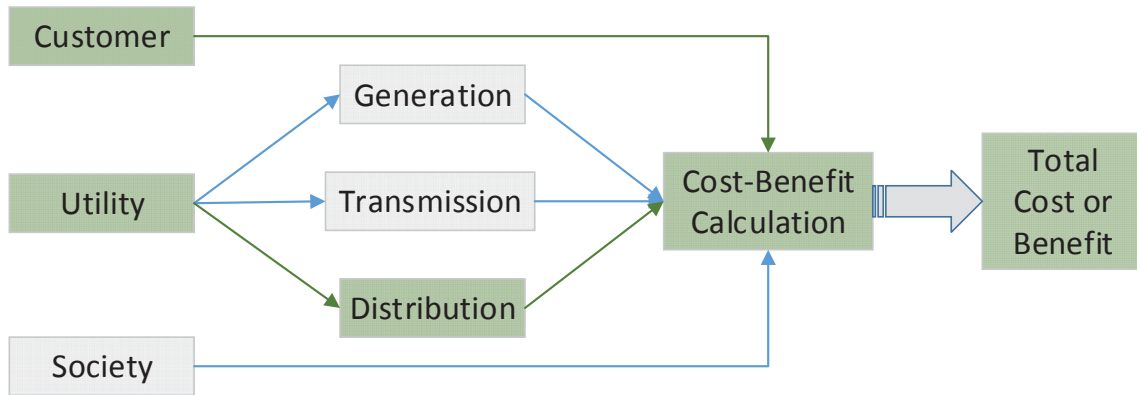 Customer
Generation
Utility
Transmission
Distribution
Society
Cost-Benefit
Calculation
Total
Cost or
Benefit